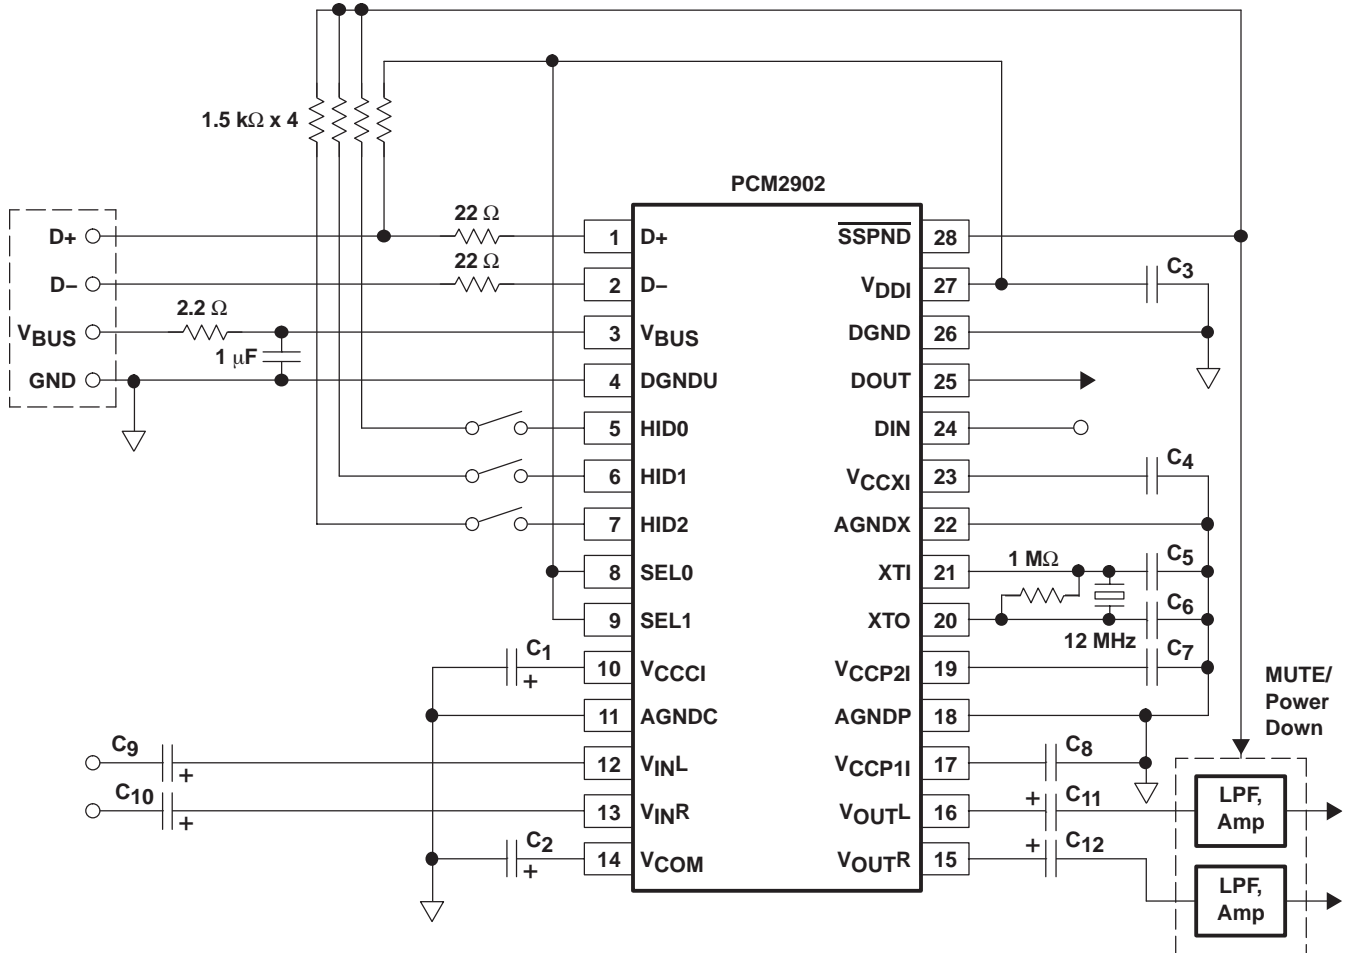 1.5 kΩ x 4
PCM2902
D+
D–
VBUS
GND
22 Ω
22 Ω
2.2 Ω
1 μF
1 D+
2 D–
3 VBUS
4 DGNDU
5 HID0
6 HID1
7 HID2
8 SEL0
9 SEL1
10 VCCCI
11 AGNDC
12 VINL
13 VINR
14 VCOM
SSPND 28
VDDI 27
DGND 26
DOUT 25
DIN 24
VCCXI 23
AGNDX 22
XTI 21
XTO 20
VCCP2I 19
AGNDP 18
VCCP1I 17
VOUTL 16
VOUTR 15
C1
+
C9
+
C10
+
C2
+
C3
C4
1 MΩ
C5
C6
12 MHz
C7
C8
+ C11
+ C12
MUTE/
Power
Down
LPF,
Amp
LPF,
Amp